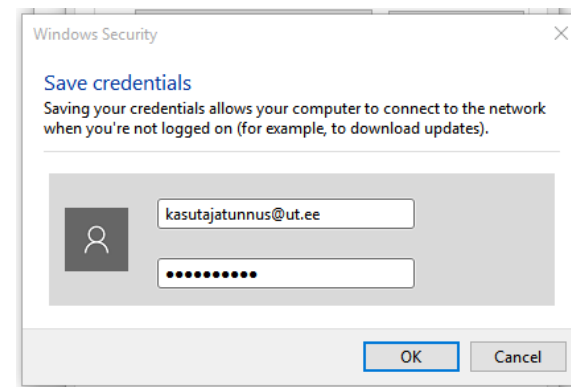 Windows Security
Save credentials
Saving your credentials allows your computer to connect to the network
when you're not logged on (for example, to download updates).
kasutajatunnus@ut.ee
●●●●●●●●●●
OK
Cancel